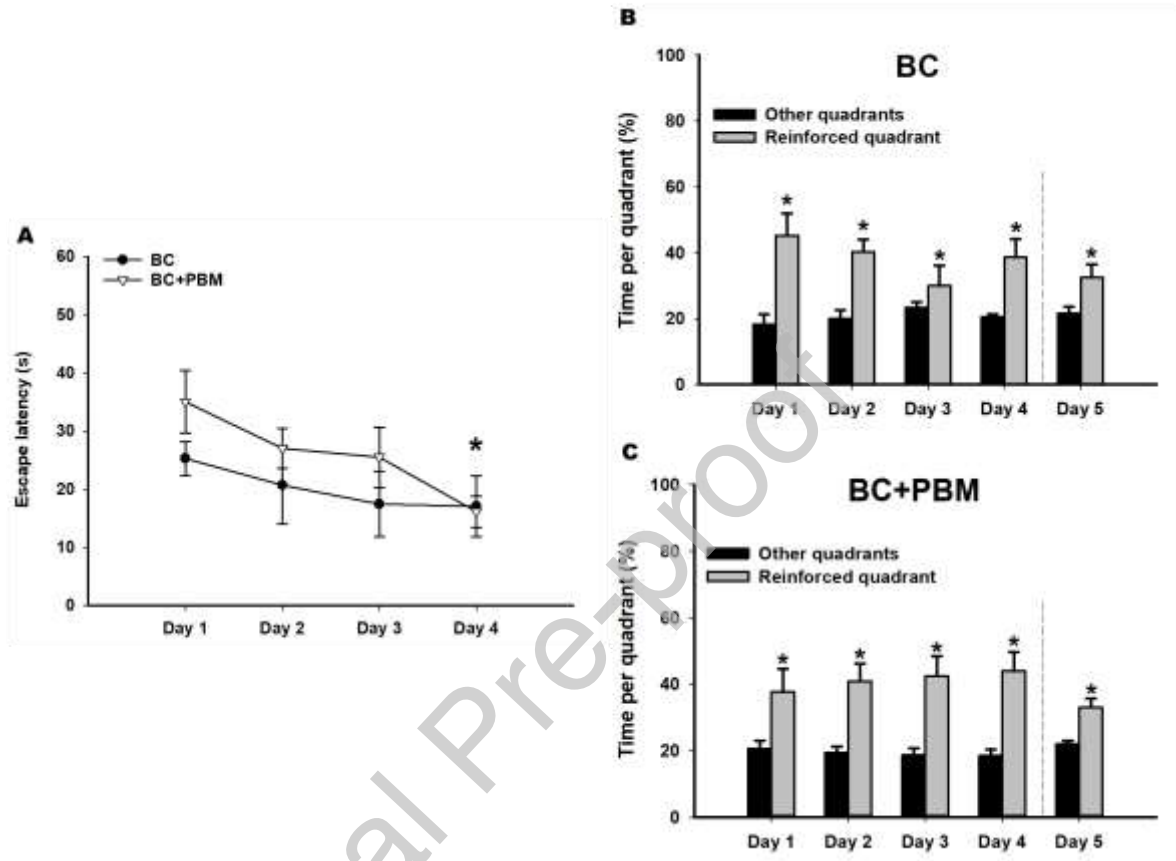 A
BC
BC+PBM
Escape latency (s)
60
50
40
30
20
10
0
*
Day 1 Day 2 Day 3 Day 4
B
BC
Other quadrants
Reinforced quadrant
Time per quadrant (%)
100
80
60
40
20
0
* * * * *
Day 1 Day 2 Day 3 Day 4 Day 5
C
BC+PBM
Other quadrants
Reinforced quadrant
Time per quadrant (%)
100
80
60
40
20
0
* * * * *
Day 1 Day 2 Day 3 Day 4 Day 5
al Pre-proof